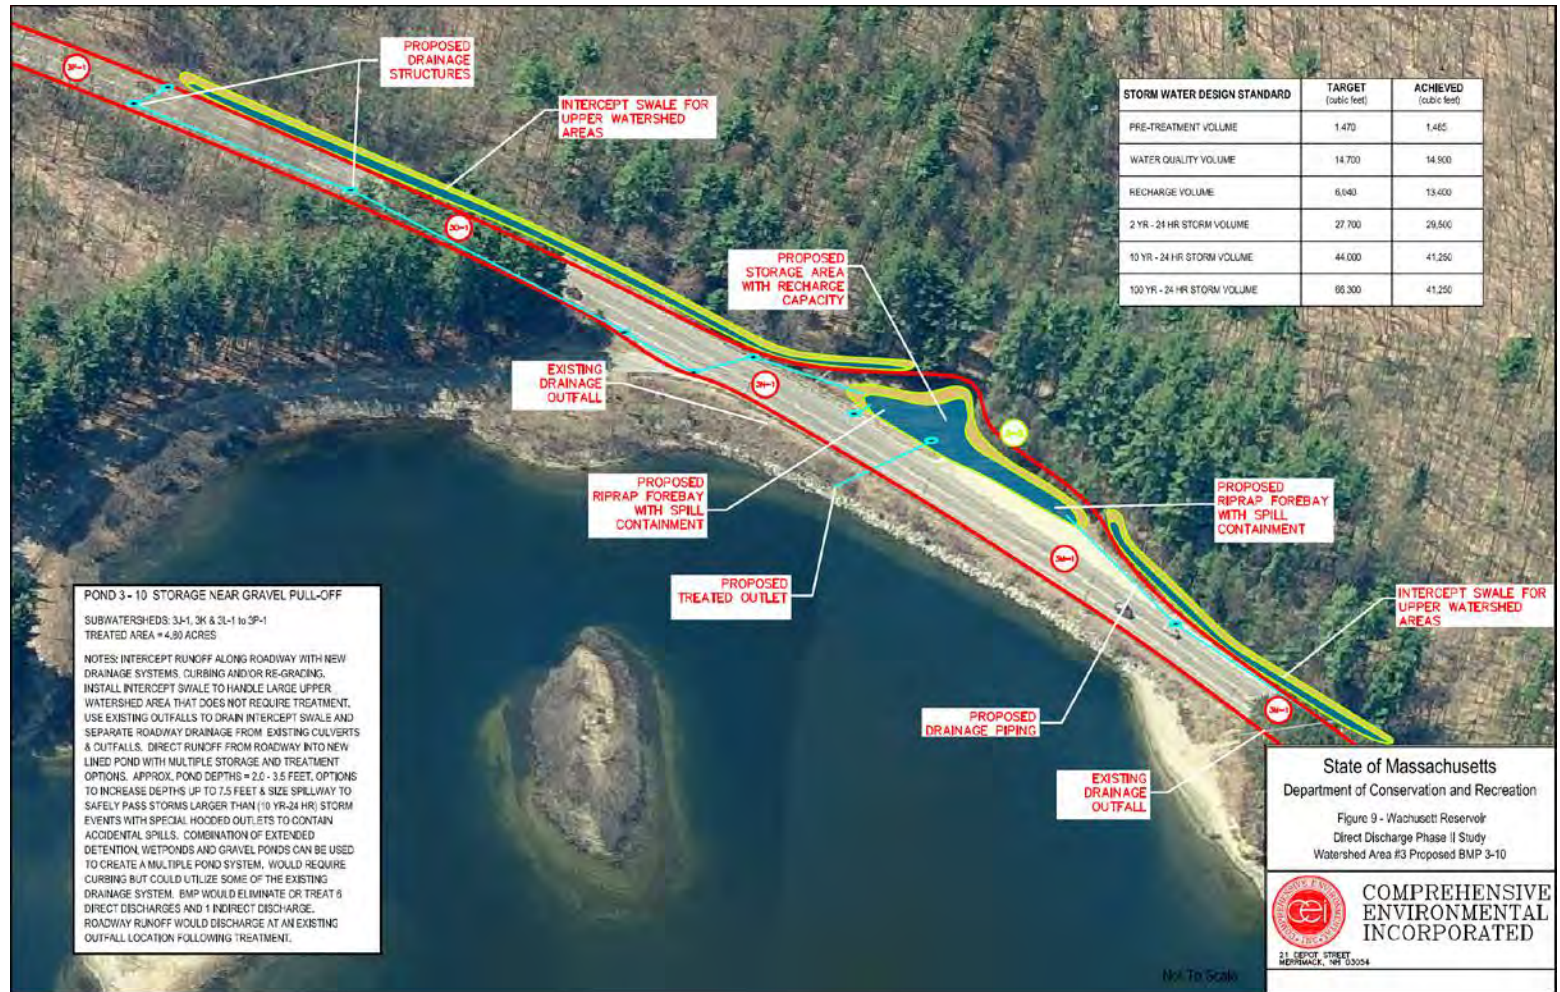 3P-1
PROPOSED
DRAINAGE
STRUCTURES
INTERCEPT SWALE FOR
UPPER WATERSHED
AREAS
3O-1
STORM WATER DESIGN STANDARD TARGET (cubic feet) ACHIEVED (cubic feet)
PRE-TREATMENT VOLUME 1,470 1,485
WATER QUALITY VOLUME 14,700 14,900
RECHARGE VOLUME 6,640 13,400
2 YR - 24 HR STORM VOLUME 27,700 29,500
10 YR - 24 HR STORM VOLUME 44,000 41,250
100 YR - 24 HR STORM VOLUME 66,300 41,250
PROPOSED
STORAGE AREA
WITH RECHARGE
CAPACITY
EXISTING
DRAINAGE
OUTFALL
3N-1
PROPOSED
RIPRAP FOREBAY
WITH SPILL
CONTAINMENT
PROPOSED
RIPRAP FOREBAY
WITH SPILL
CONTAINMENT
3M-1
PROPOSED
TREATED OUTLET
INTERCEPT SWALE FOR
UPPER WATERSHED
AREAS
PROPOSED
DRAINAGE PIPING
3M-1
EXISTING
DRAINAGE
OUTFALL
POND 3 - 10 STORAGE NEAR GRAVEL PULL-OFF
SUBWATERSHEDS: 3J-1, 3K & 3L-1 to 3P-1
TREATED AREA = 4.80 ACRES
NOTES: INTERCEPT RUNOFF ALONG ROADWAY WITH NEW
DRAINAGE SYSTEMS, CURBING AND/OR RE-GRADING.
INSTALL INTERCEPT SWALE TO HANDLE LARGE UPPER
WATERSHED AREA THAT DOES NOT REQUIRE TREATMENT.
USE EXISTING OUTFALLS TO DRAIN INTERCEPT SWALE AND
SEPARATE ROADWAY DRAINAGE FROM EXISTING CULVERTS
& OUTFALLS. DIRECT RUNOFF FROM ROADWAY INTO NEW
LINED POND WITH MULTIPLE STORAGE AND TREATMENT
OPTIONS. APPROX. POND DEPTHS = 2.0 - 3.5 FEET, OPTIONS
TO INCREASE DEPTHS UP TO 7.5 FEET & SIZE SPILLWAY TO
SAFELY PASS STORMS LARGER THAN (10 YR-24 HR) STORM
EVENTS WITH SPECIAL HOODED OUTLETS TO CONTAIN
ACCIDENTAL SPILLS. COMBINATION OF EXTENDED
DETENTION, WETPONDS AND GRAVEL PONDS CAN BE USED
TO CREATE A MULTIPLE POND SYSTEM. WOULD REQUIRE
CURBING BUT COULD UTILIZE SOME OF THE EXISTING
DRAINAGE SYSTEM. BMP WOULD ELIMINATE OR TREAT 6
DIRECT DISCHARGES AND 1 INDIRECT DISCHARGE.
ROADWAY RUNOFF WOULD DISCHARGE AT AN EXISTING
OUTFALL LOCATION FOLLOWING TREATMENT.
State of Massachusetts
Department of Conservation and Recreation
Figure 9 - Wachusett Reservoir
Direct Discharge Phase II Study
Watershed Area #3 Proposed BMP 3-10
cei
COMPREHENSIVE
ENVIRONMENTAL
INCORPORATED
21 DEPOT STREET
MERRIMACK, NH 03054
Not To Scale